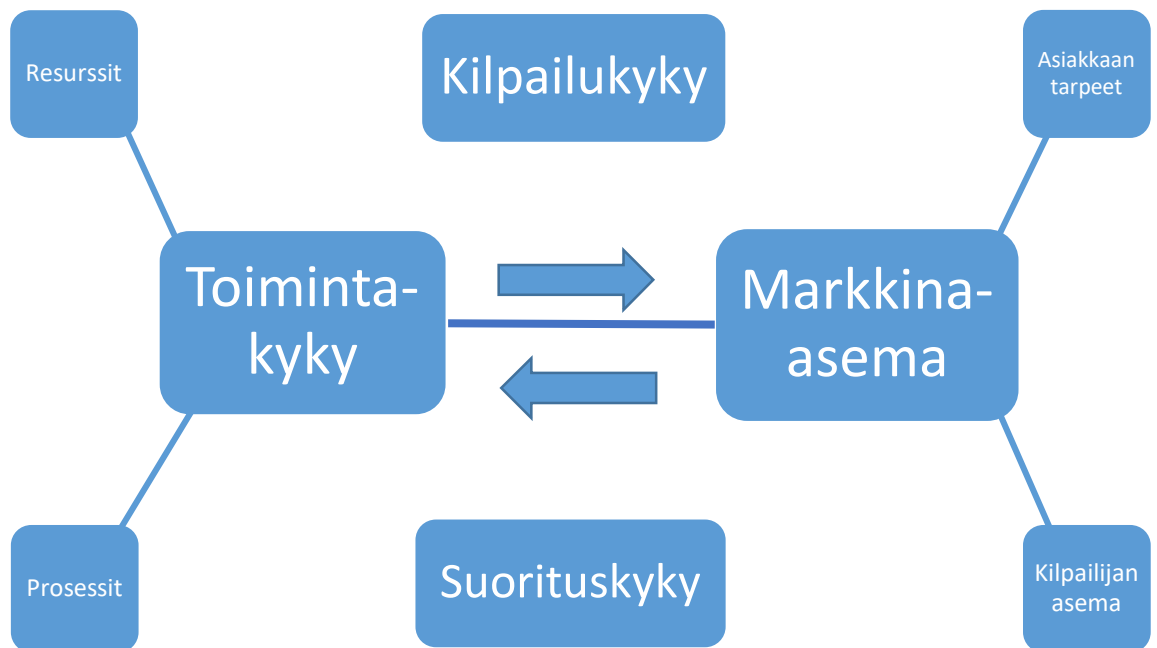 Resurssit
Kilpailukyky
Asiakkaan
tarpeet
Toiminta-
kyky
Markkina-
asema
Prosessit
Suorituskyky
Kilpailijan
asema